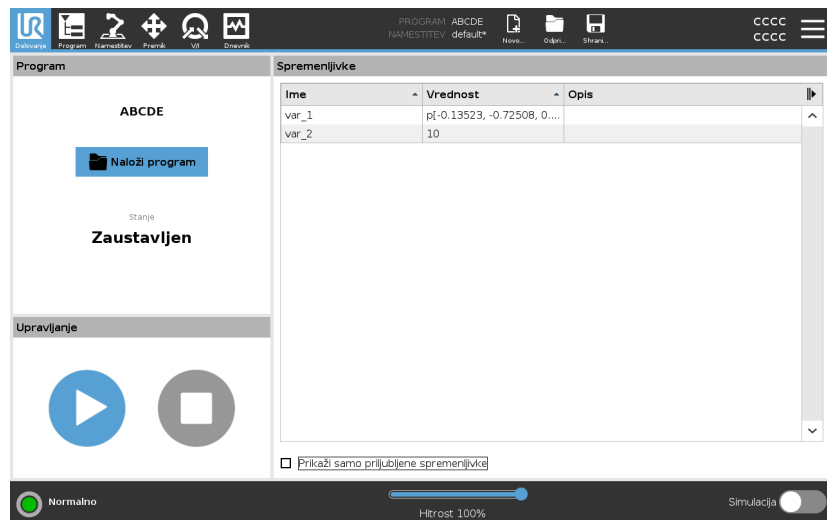 UR
Delovanje
Program
Namestitev
Premik
V/I
Dnevnik
PROGRAM ABCDE
NAMESTITEV default*
Novo...
Odpri...
Shrani...
CCCC
CCCC
Program
ABCDE
Naloži program
Stanje
Zaustavljen
Upravljanje
Spremenljivke
Ime Vrednost Opis
var_1 p[-0.13523, -0.72508, 0....
var_2 10
Prikaži samo priljubljene spremenljivke
Normalno
Hitrost 100%
Simulacija